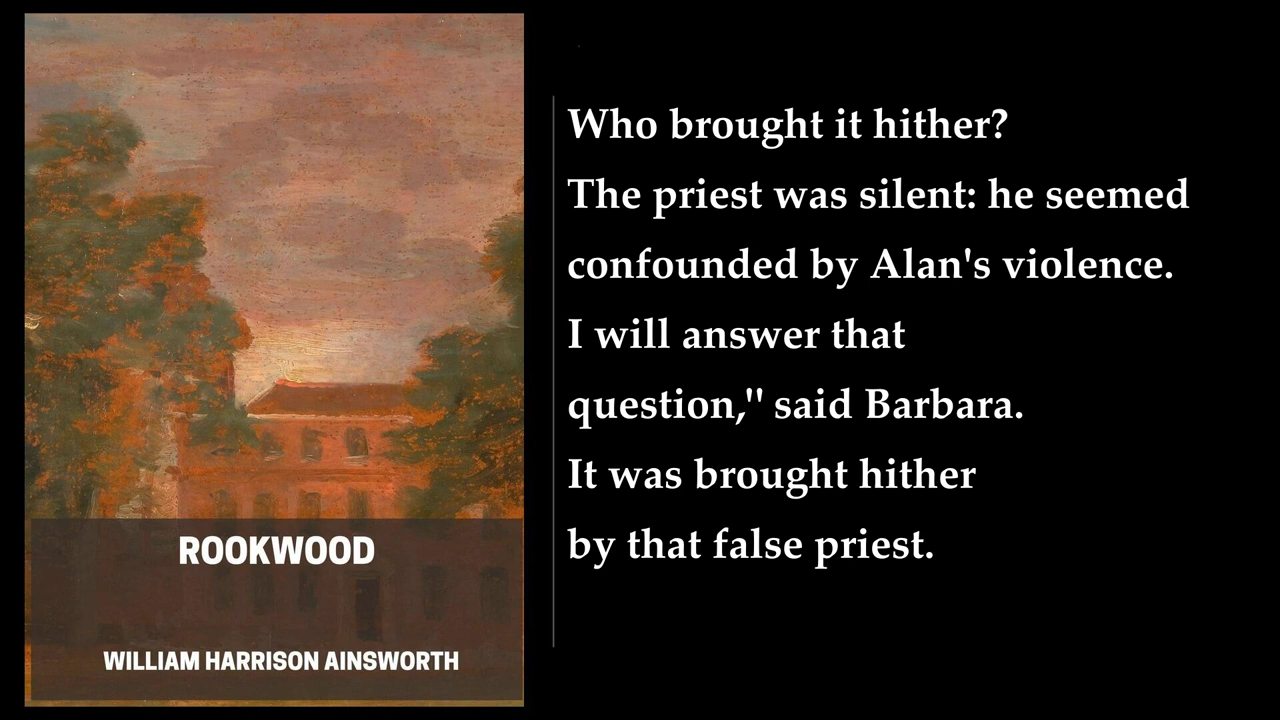 ROOKWOOD
WILLIAM HARRISON AINSWORTH
Who brought it hither?
The priest was silent: he seemed
confounded by Alan's violence.
I will answer that
question," said Barbara.
It was brought hither
by that false priest.